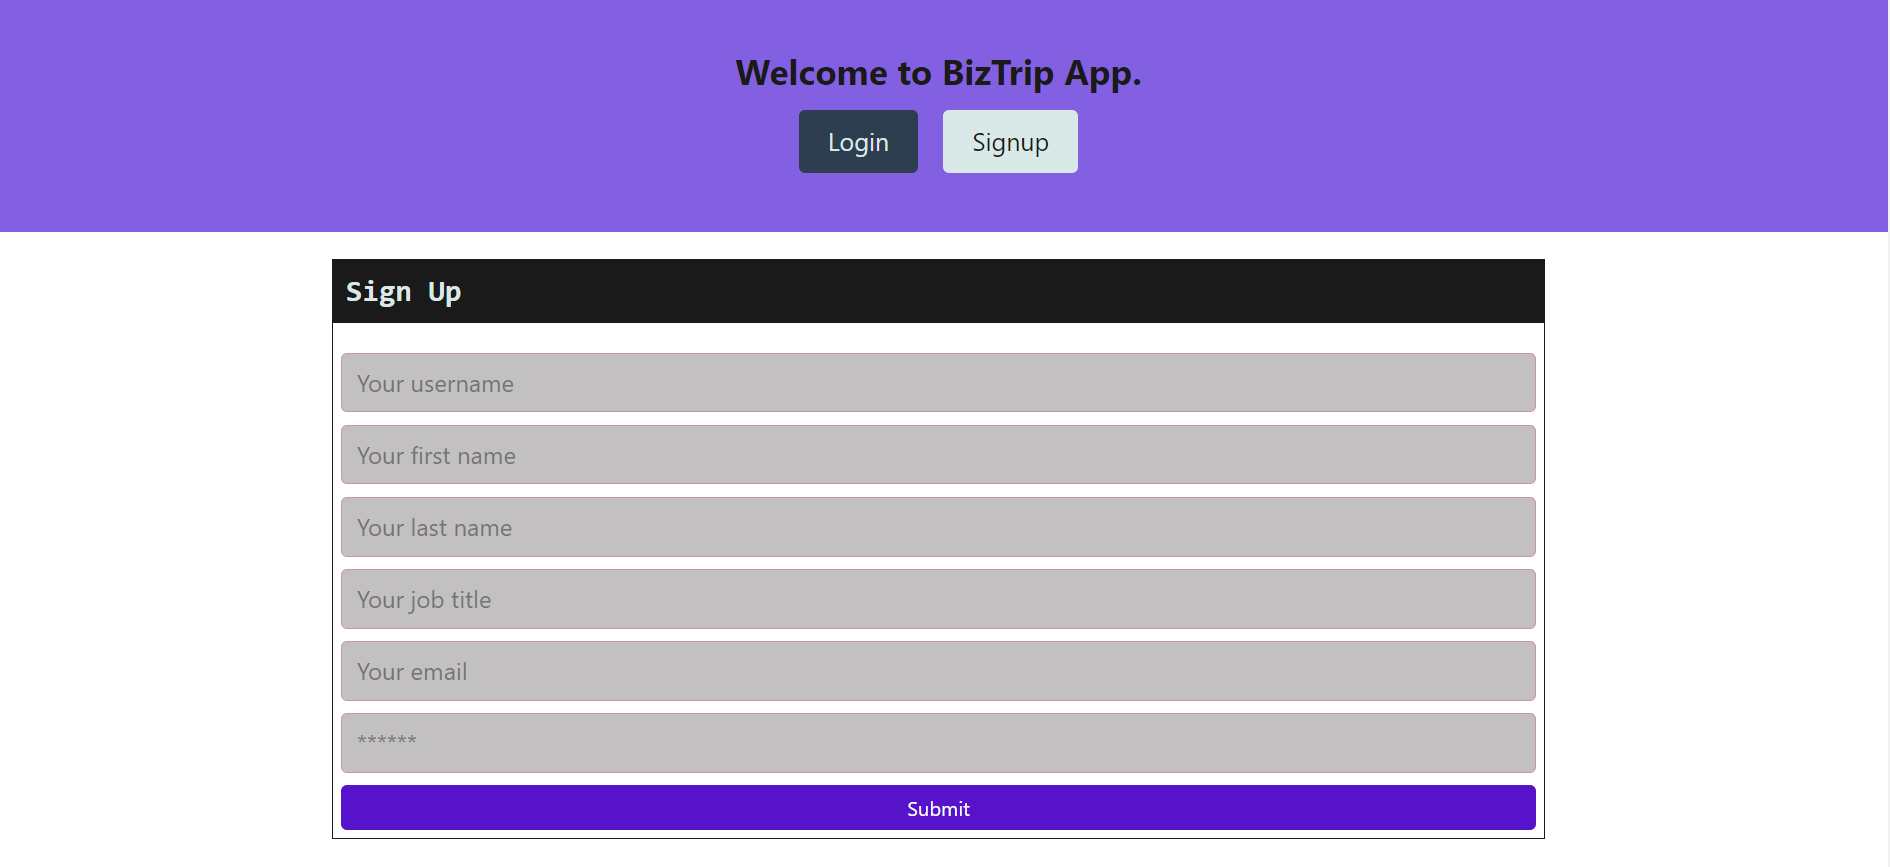 Welcome to BizTrip App.
Login Signup
Sign Up
Your username
Your first name
Your last name
Your job title
Your email
******
Submit